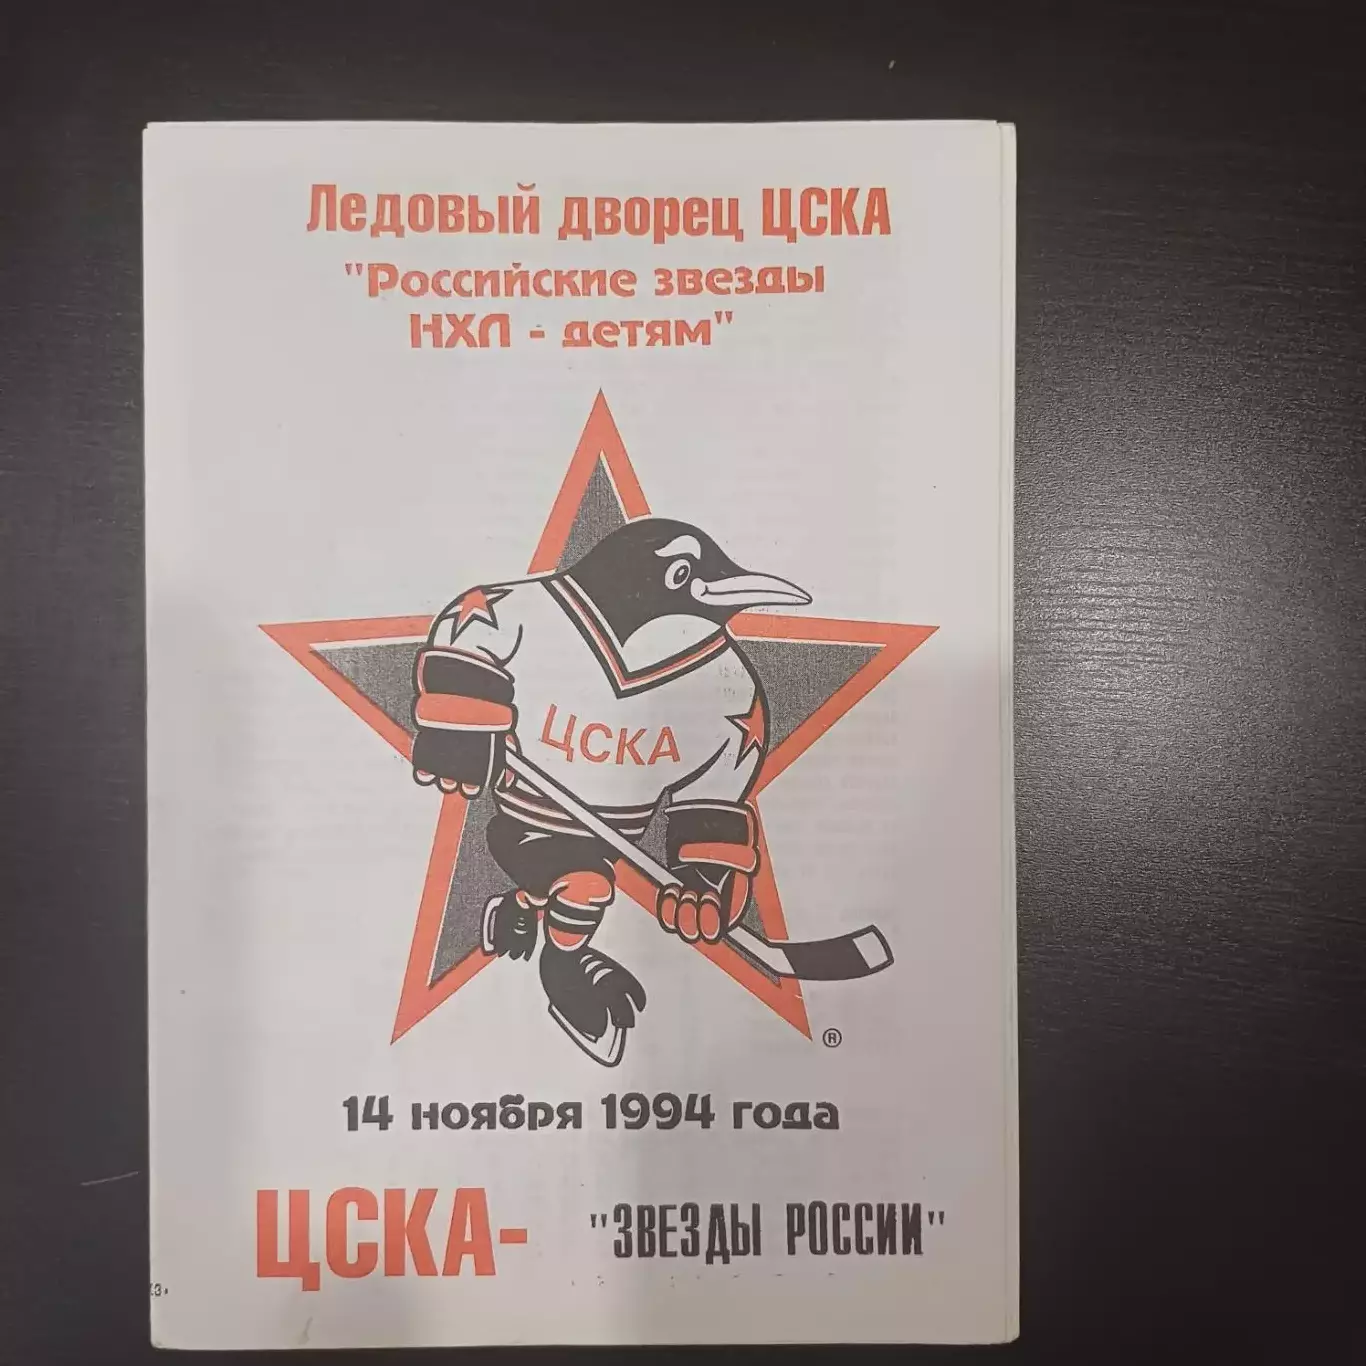 Ледовый дворец ЦСКА
"Российские звезды
НХЛ - детям"
ЦСКА
®
14 ноября 1994 года
ЦСКА- "ЗВЕЗДЫ РОССИИ"